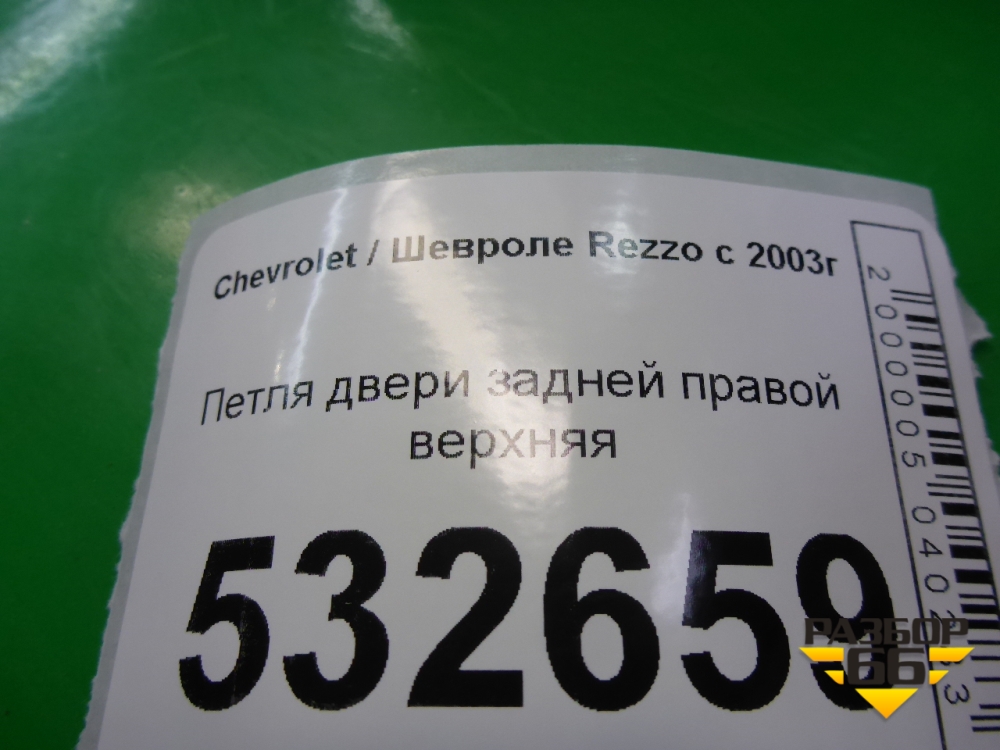 Chevrolet / Шевроле Rezzo с 2003г
Петля двери задней правой
верхняя
532659
РАЗБОР
66